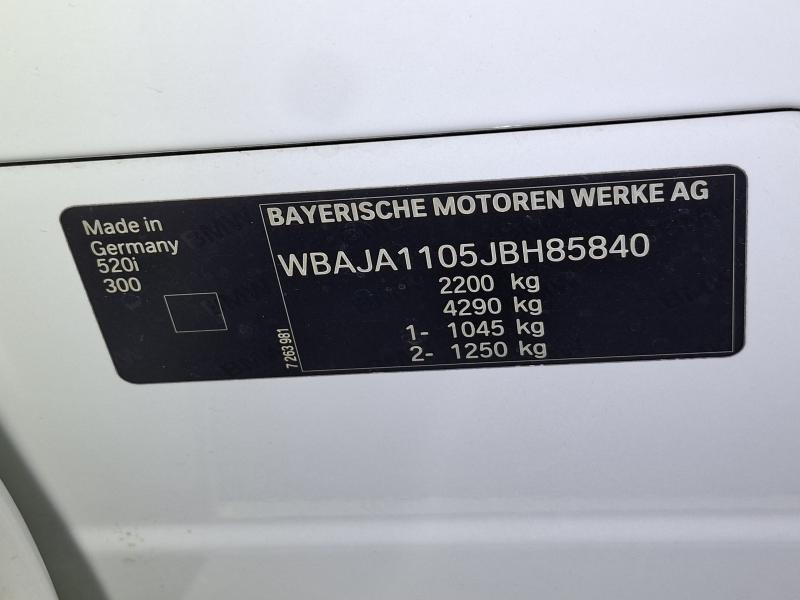 Made in
Germany
520i
300
7 263 981
BAYERISCHE MOTOREN WERKE AG
WBAJA1105JBH85840
2200 kg
4290 kg
1- 1045 kg
2- 1250 kg